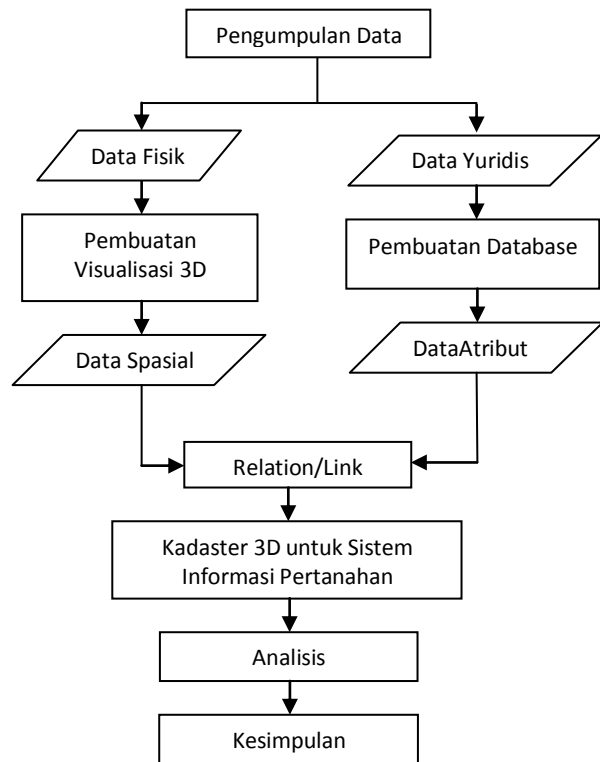 Pengumpulan Data
Data Fisik
Data Yuridis
Pembuatan
Visualisasi 3D
Pembuatan Database
Data Spasial
DataAtribut
Relation/Link
Kadaster 3D untuk Sistem
Informasi Pertanahan
Analisis
Kesimpulan